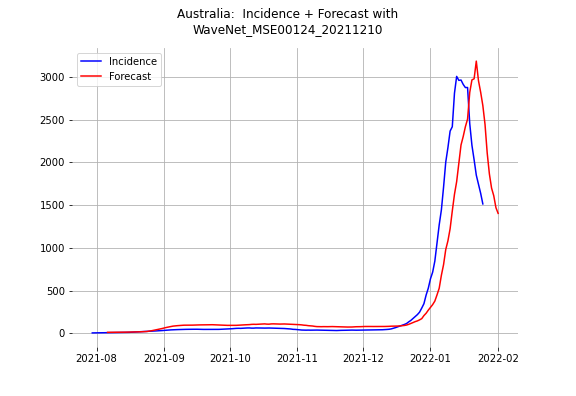 Australia:  Incidence + Forecast with
WaveNet_MSE00124_20211210
Incidence
Forecast
3000
2500
2000
1500
1000
500
0
2021-08 2021-09 2021-10 2021-11 2021-12 2022-01 2022-02